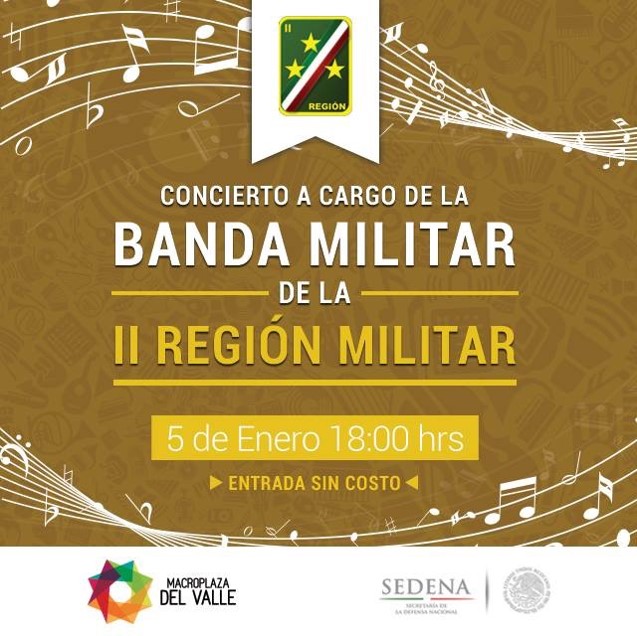 II
REGIÓN
CONCIERTO A CARGO DE LA
BANDA MILITAR
DE LA
II REGIÓN MILITAR
5 de Enero 18:00 hrs
ENTRADA SIN COSTO
MACROPLAZA
DEL VALLE
SEDENA
SECRETARÍA DE
LA DEFENSA NACIONAL